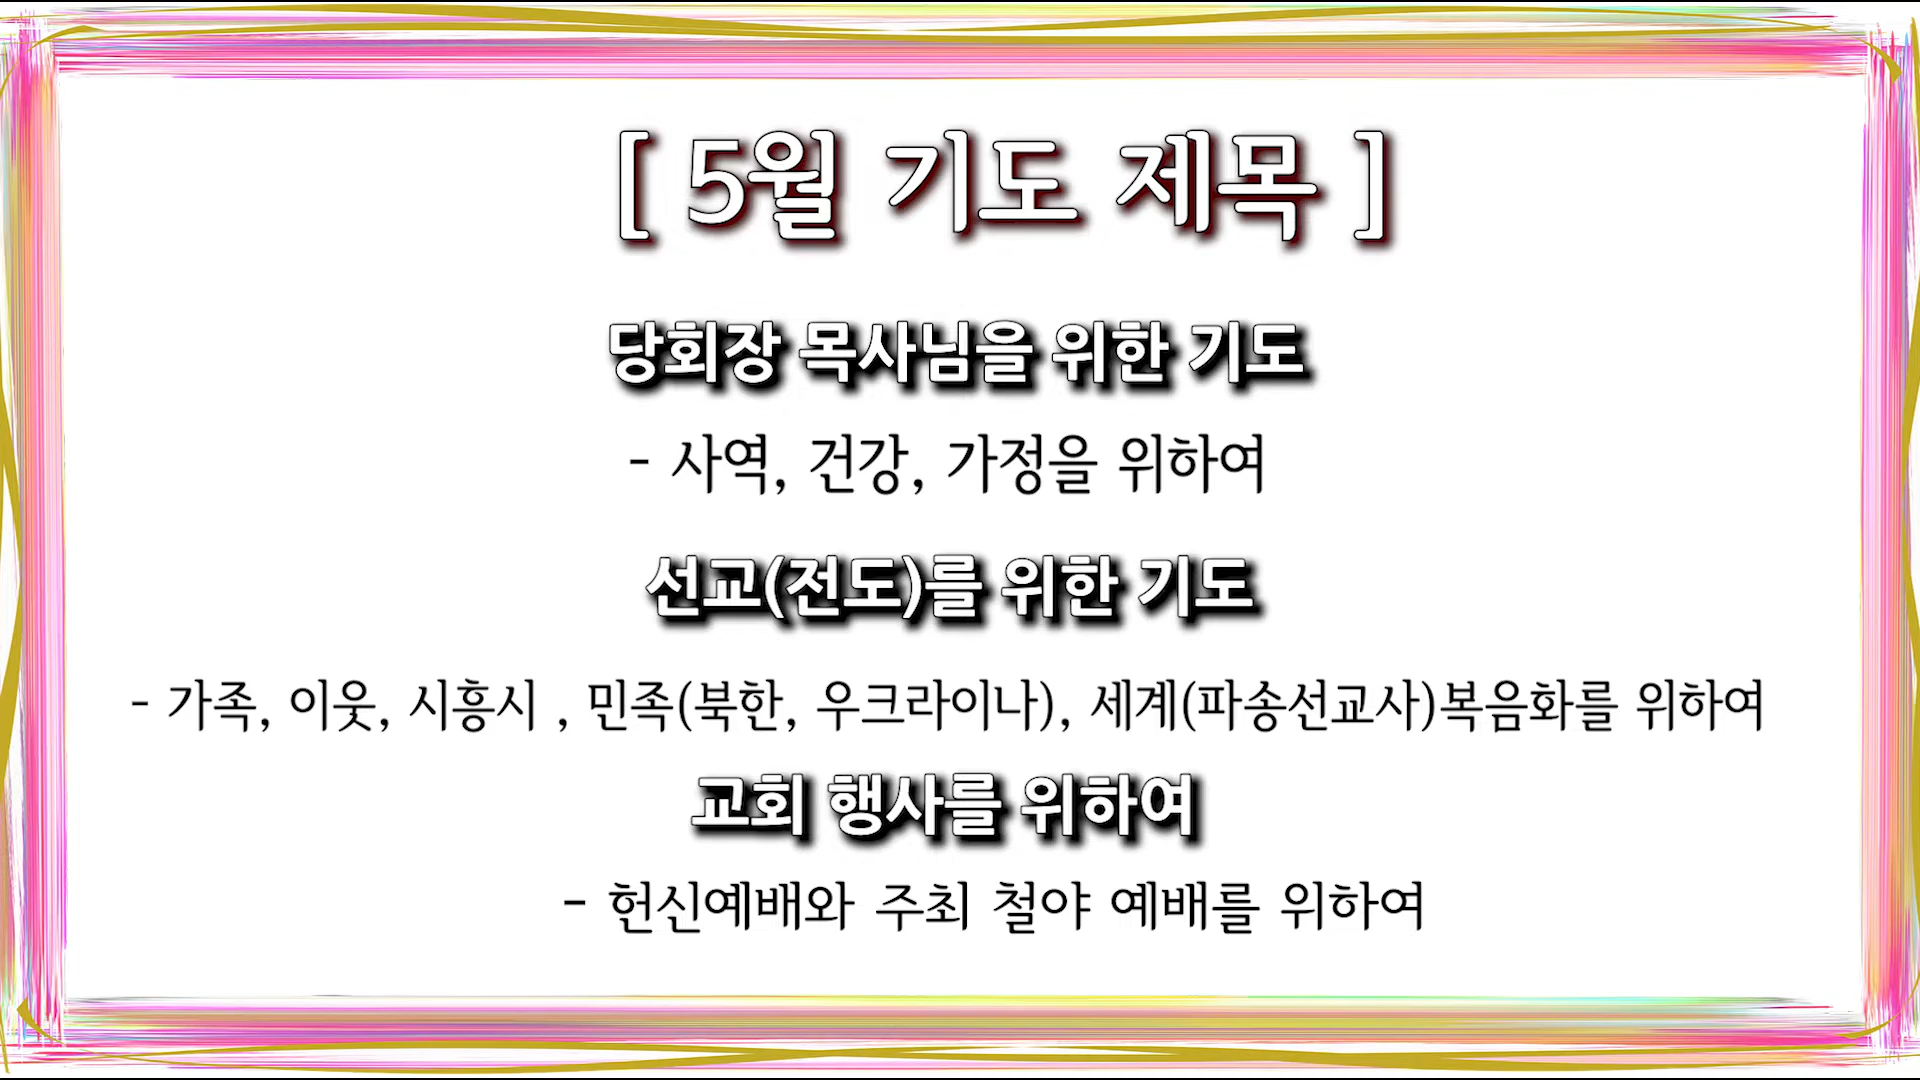 [ 5월 기도 제목 ]
당회장 목사님을 위한 기도
- 사역, 건강, 가정을 위하여
선교(전도)를 위한 기도
- 가족, 이웃, 시흥시 , 민족(북한, 우크라이나), 세계(파송선교사)복음화를 위하여
교회 행사를 위하여
- 헌신예배와 주최 철야 예배를 위하여